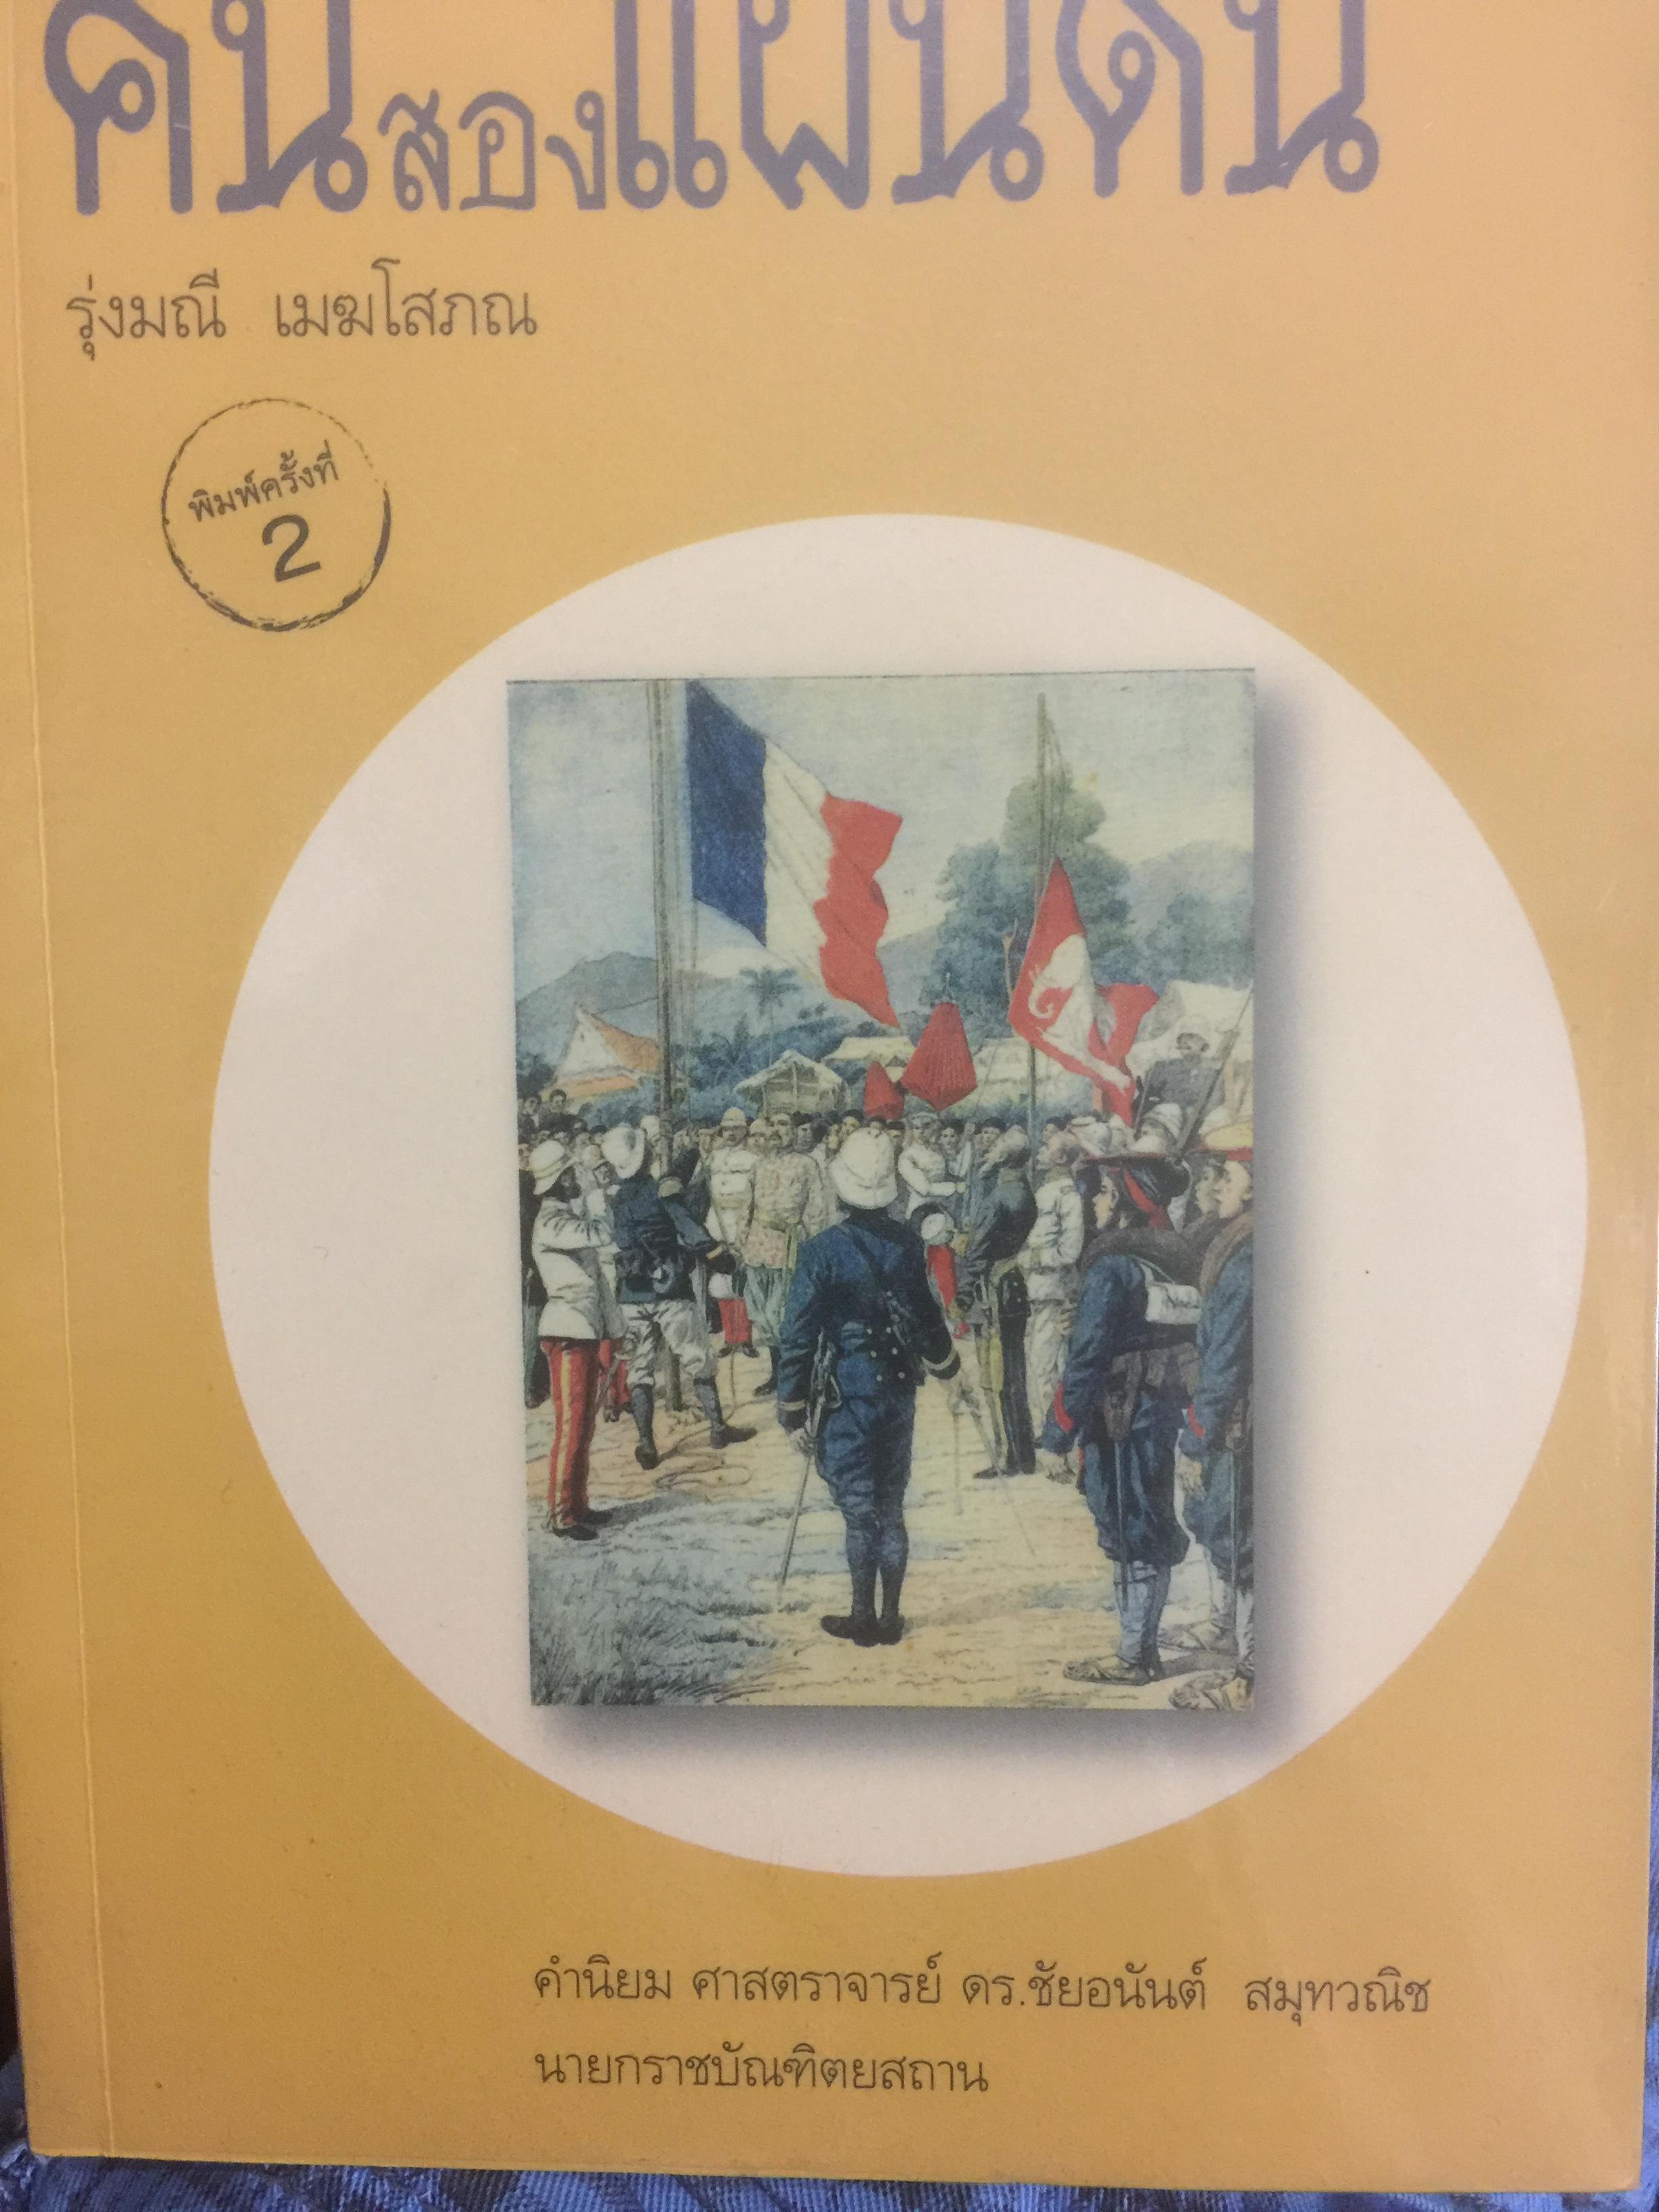 คนสองแผ่นดิน
รุ่งมณี เมฆโสภณ
พิมพ์ครั้งที่
2
คำนิยม ศาสตราจารย์ ดร.ชัยอนันต์ สมุทวณิช
นายกราชบัณฑิตยสถาน